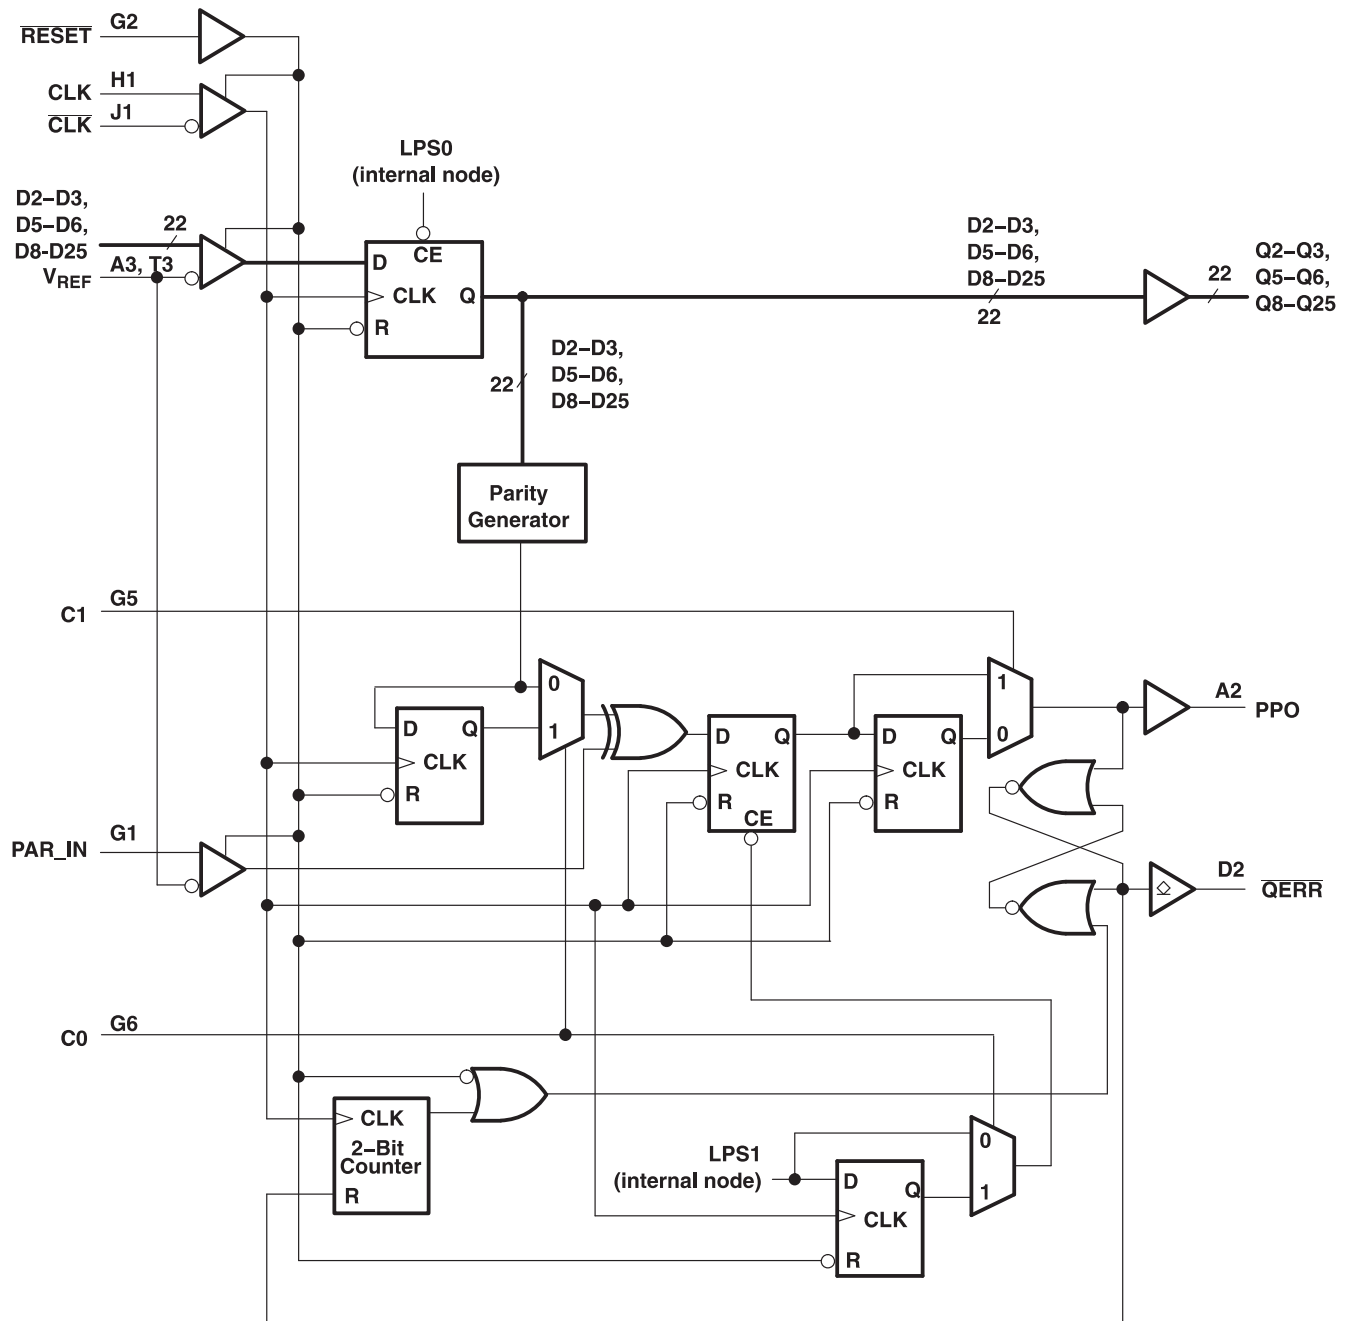 RESET G2
CLK H1
CLK J1
LPS0
(internal node)
D2–D3,
D5–D6,
D8-D25
22
VREF A3, T3
D
CE
CLK
Q
R
D2–D3,
D5–D6,
D8–D25
22
22
Q2–Q3,
Q5–Q6,
Q8–Q25
22
D2–D3,
D5–D6,
D8–D25
Parity
Generator
C1 G5
0
1
D Q
CLK
R
D Q
CLK
R
CE
D Q
CLK
R
1
0
A2
PPO
PAR_IN G1
D2
QERR
C0 G6
CLK
2–Bit
Counter
R
LPS1
(internal node)
D Q
CLK
R
0
1